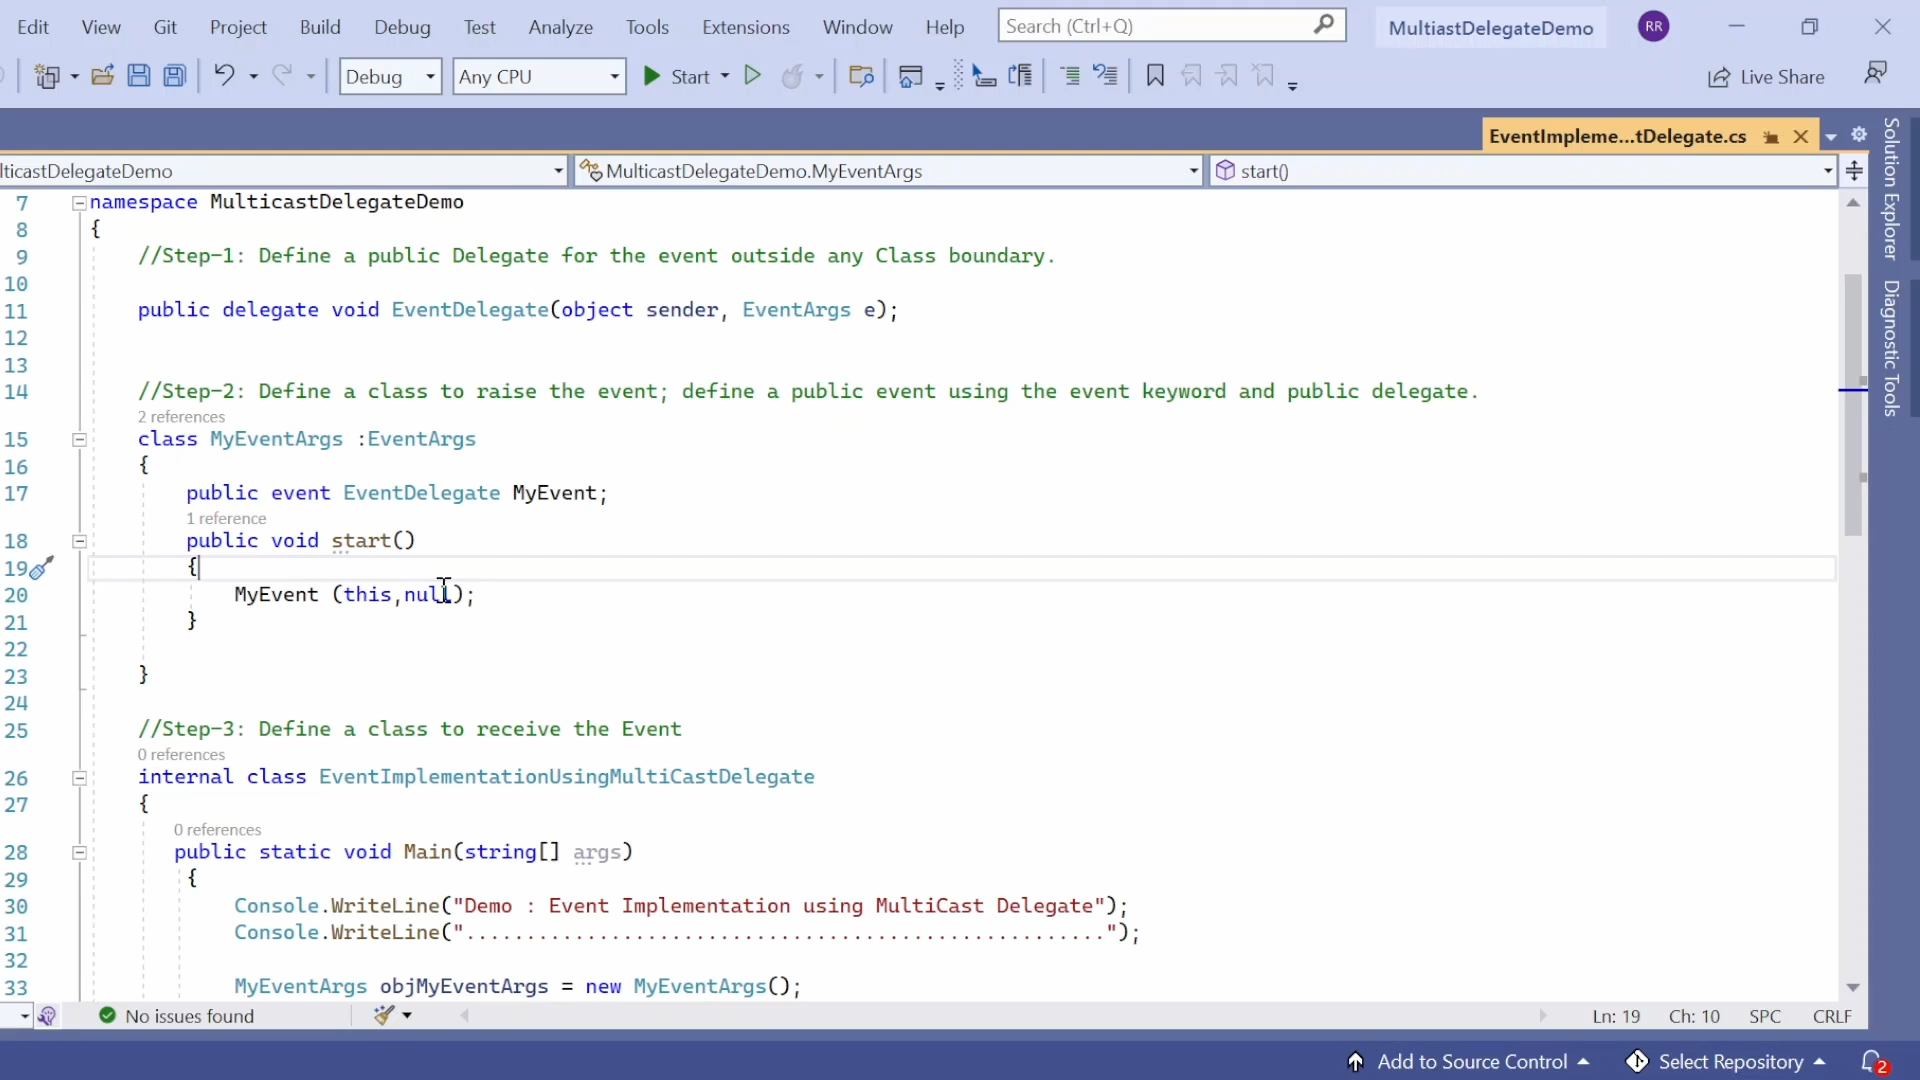 Edit View Git Project Build Debug Test Analyze Tools Extensions Window Help Search (Ctrl+Q) MultiastDelegateDemo RR
Debug Any CPU Start Live Share
EventImpleme...tDelegate.cs
lticastDelegateDemo MulticastDelegateDemo.MyEventArgs start()
Solution Explorer
Diagnostic Tools
7 namespace MulticastDelegateDemo
8 {
9 //Step-1: Define a public Delegate for the event outside any Class boundary.
10
11 public delegate void EventDelegate(object sender, EventArgs e);
12
13
14 //Step-2: Define a class to raise the event; define a public event using the event keyword and public delegate.
2 references
15 class MyEventArgs :EventArgs
16 {
17 public event EventDelegate MyEvent;
1 reference
18 public void start()
19 {
20 MyEvent (this,null);
21 }
22
23 }
24
25 //Step-3: Define a class to receive the Event
0 references
26 internal class EventImplementationUsingMultiCastDelegate
27 {
0 references
28 public static void Main(string[] args)
29 {
30 Console.WriteLine("Demo : Event Implementation using MultiCast Delegate");
31 Console.WriteLine(".....................................................");
32
33 MyEventArgs objMyEventArgs = new MyEventArgs();
No issues found Ln: 19 Ch: 10 SPC CRLF
Add to Source Control Select Repository 2